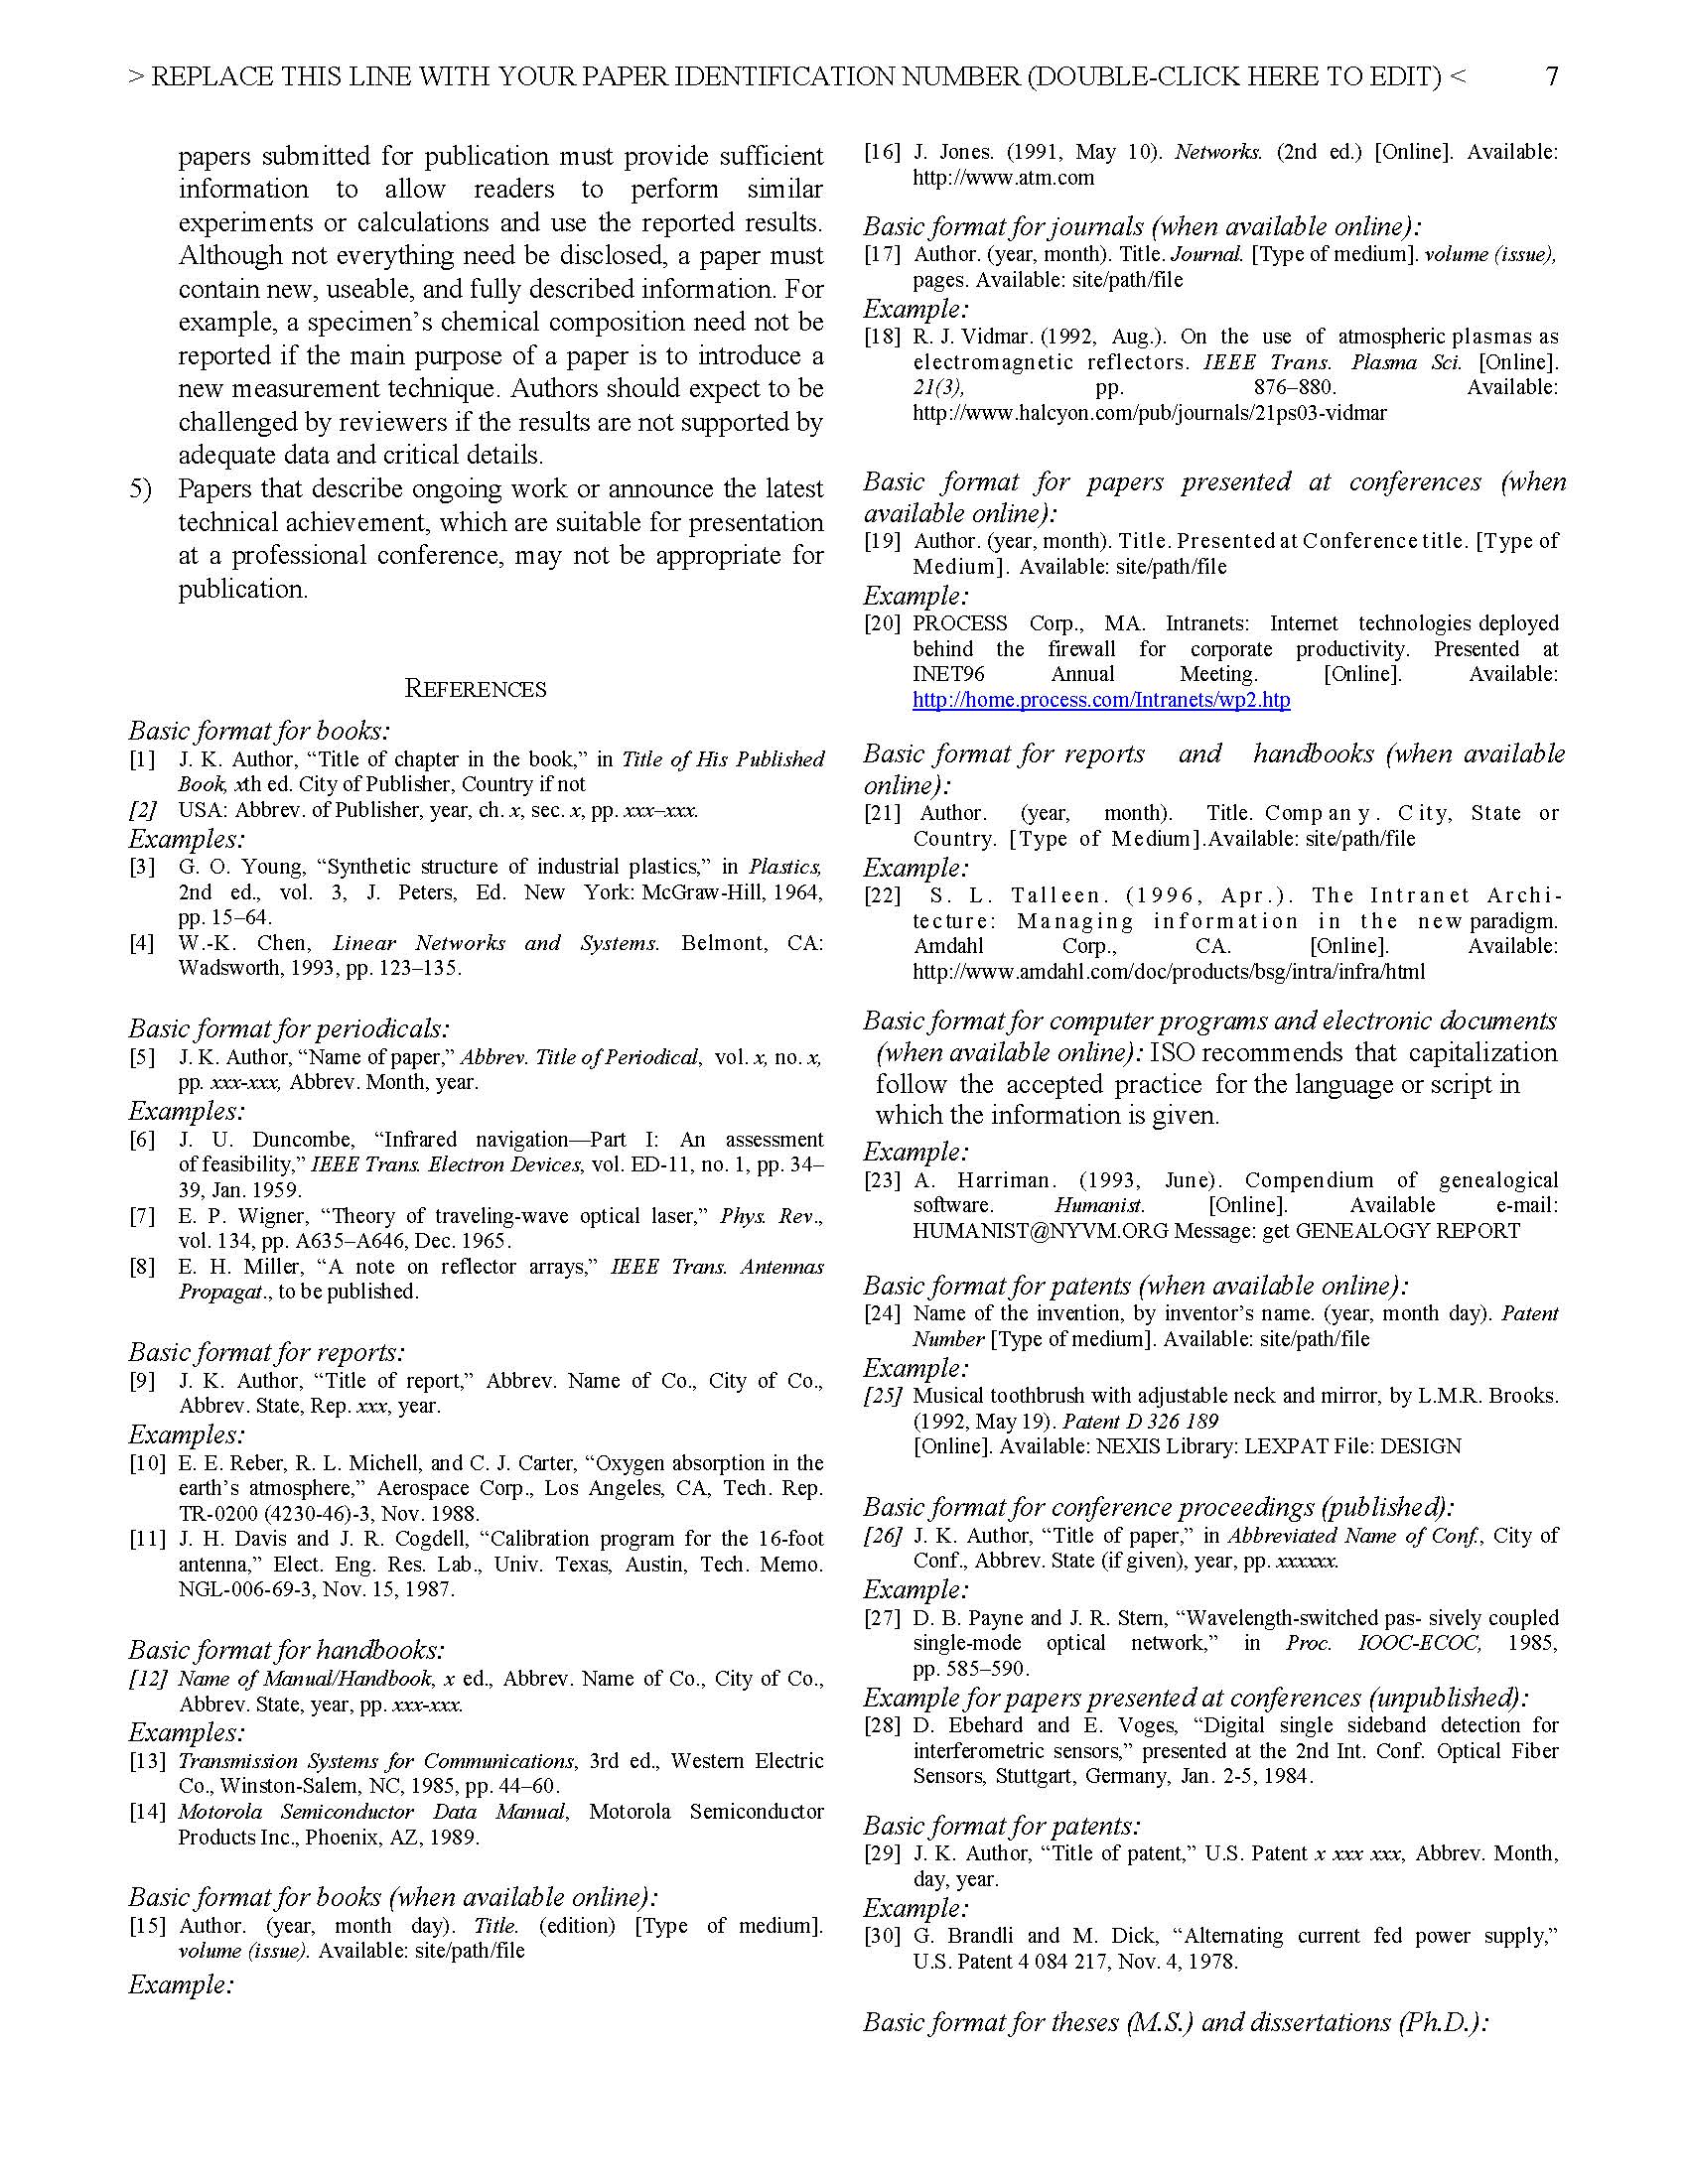 > REPLACE THIS LINE WITH YOUR PAPER IDENTIFICATION NUMBER (DOUBLE-CLICK HERE TO EDIT) < 7
papers submitted for publication must provide sufficient
information to allow readers to perform similar
experiments or calculations and use the reported results.
Although not everything need be disclosed, a paper must
contain new, useable, and fully described information. For
example, a specimen’s chemical composition need not be
reported if the main purpose of a paper is to introduce a
new measurement technique. Authors should expect to be
challenged by reviewers if the results are not supported by
adequate data and critical details.
5) Papers that describe ongoing work or announce the latest
technical achievement, which are suitable for presentation
at a professional conference, may not be appropriate for
publication.
REFERENCES
Basic format for books:
[1] J. K. Author, “Title of chapter in the book,” in Title of His Published
Book, xth ed. City of Publisher, Country if not
[2] USA: Abbrev. of Publisher, year, ch. x, sec. x, pp. xxx–xxx.
Examples:
[3] G. O. Young, “Synthetic structure of industrial plastics,” in Plastics,
2nd ed., vol. 3, J. Peters, Ed. New York: McGraw-Hill, 1964,
pp. 15–64.
[4] W.-K. Chen, Linear Networks and Systems. Belmont, CA:
Wadsworth, 1993, pp. 123–135.
Basic format for periodicals:
[5] J. K. Author, “Name of paper,” Abbrev. Title of Periodical, vol. x, no. x,
pp. xxx-xxx, Abbrev. Month, year.
Examples:
[6] J. U. Duncombe, “Infrared navigation—Part I: An assessment
of feasibility,” IEEE Trans. Electron Devices, vol. ED-11, no. 1, pp. 34–
39, Jan. 1959.
[7] E. P. Wigner, “Theory of traveling-wave optical laser,” Phys. Rev.,
vol. 134, pp. A635–A646, Dec. 1965.
[8] E. H. Miller, “A note on reflector arrays,” IEEE Trans. Antennas
Propagat., to be published.
Basic format for reports:
[9] J. K. Author, “Title of report,” Abbrev. Name of Co., City of Co.,
Abbrev. State, Rep. xxx, year.
Examples:
[10] E. E. Reber, R. L. Michell, and C. J. Carter, “Oxygen absorption in the
earth’s atmosphere,” Aerospace Corp., Los Angeles, CA, Tech. Rep.
TR-0200 (4230-46)-3, Nov. 1988.
[11] J. H. Davis and J. R. Cogdell, “Calibration program for the 16-foot
antenna,” Elect. Eng. Res. Lab., Univ. Texas, Austin, Tech. Memo.
NGL-006-69-3, Nov. 15, 1987.
Basic format for handbooks:
[12] Name of Manual/Handbook, x ed., Abbrev. Name of Co., City of Co.,
Abbrev. State, year, pp. xxx-xxx.
Examples:
[13] Transmission Systems for Communications, 3rd ed., Western Electric
Co., Winston-Salem, NC, 1985, pp. 44–60.
[14] Motorola Semiconductor Data Manual, Motorola Semiconductor
Products Inc., Phoenix, AZ, 1989.
Basic format for books (when available online):
[15] Author. (year, month day). Title. (edition) [Type of medium].
volume (issue). Available: site/path/file
Example:
[16] J. Jones. (1991, May 10). Networks. (2nd ed.) [Online]. Available:
http://www.atm.com
Basic format for journals (when available online):
[17] Author. (year, month). Title. Journal. [Type of medium]. volume (issue),
pages. Available: site/path/file
Example:
[18] R. J. Vidmar. (1992, Aug.). On the use of atmospheric plasmas as
electromagnetic reflectors. IEEE Trans. Plasma Sci. [Online].
21(3), pp. 876–880. Available:
http://www.halcyon.com/pub/journals/21ps03-vidmar
Basic format for papers presented at conferences (when
available online):
[19] Author. (year, month). Title. Presented at Conference title. [Type of
Medium]. Available: site/path/file
Example:
[20] PROCESS Corp., MA. Intranets: Internet technologies deployed
behind the firewall for corporate productivity. Presented at
INET96 Annual Meeting. [Online]. Available:
http://home.process.com/Intranets/wp2.htp
Basic format for reports and handbooks (when available
online):
[21] Author. (year, month). Title. Company. City, State or
Country. [Type of Medium].Available: site/path/file
Example:
[22] S. L. Talleen. (1996, Apr.). The Intranet Archi-
tecture: Managing information in the new paradigm.
Amdahl Corp., CA. [Online]. Available:
http://www.amdahl.com/doc/products/bsg/intra/infra/html
Basic format for computer programs and electronic documents
(when available online): ISO recommends that capitalization
follow the accepted practice for the language or script in
which the information is given.
Example:
[23] A. Harriman. (1993, June). Compendium of genealogical
software. Humanist. [Online]. Available e-mail:
HUMANIST@NYVM.ORG Message: get GENEALOGY REPORT
Basic format for patents (when available online):
[24] Name of the invention, by inventor’s name. (year, month day). Patent
Number [Type of medium]. Available: site/path/file
Example:
[25] Musical toothbrush with adjustable neck and mirror, by L.M.R. Brooks.
(1992, May 19). Patent D 326 189
[Online]. Available: NEXIS Library: LEXPAT File: DESIGN
Basic format for conference proceedings (published):
[26] J. K. Author, “Title of paper,” in Abbreviated Name of Conf., City of
Conf., Abbrev. State (if given), year, pp. xxxxxx.
Example:
[27] D. B. Payne and J. R. Stern, “Wavelength-switched pas- sively coupled
single-mode optical network,” in Proc. IOOC-ECOC, 1985,
pp. 585–590.
Example for papers presented at conferences (unpublished):
[28] D. Ebehard and E. Voges, “Digital single sideband detection for
interferometric sensors,” presented at the 2nd Int. Conf. Optical Fiber
Sensors, Stuttgart, Germany, Jan. 2-5, 1984.
Basic format for patents:
[29] J. K. Author, “Title of patent,” U.S. Patent x xxx xxx, Abbrev. Month,
day, year.
Example:
[30] G. Brandli and M. Dick, “Alternating current fed power supply,”
U.S. Patent 4 084 217, Nov. 4, 1978.
Basic format for theses (M.S.) and dissertations (Ph.D.):